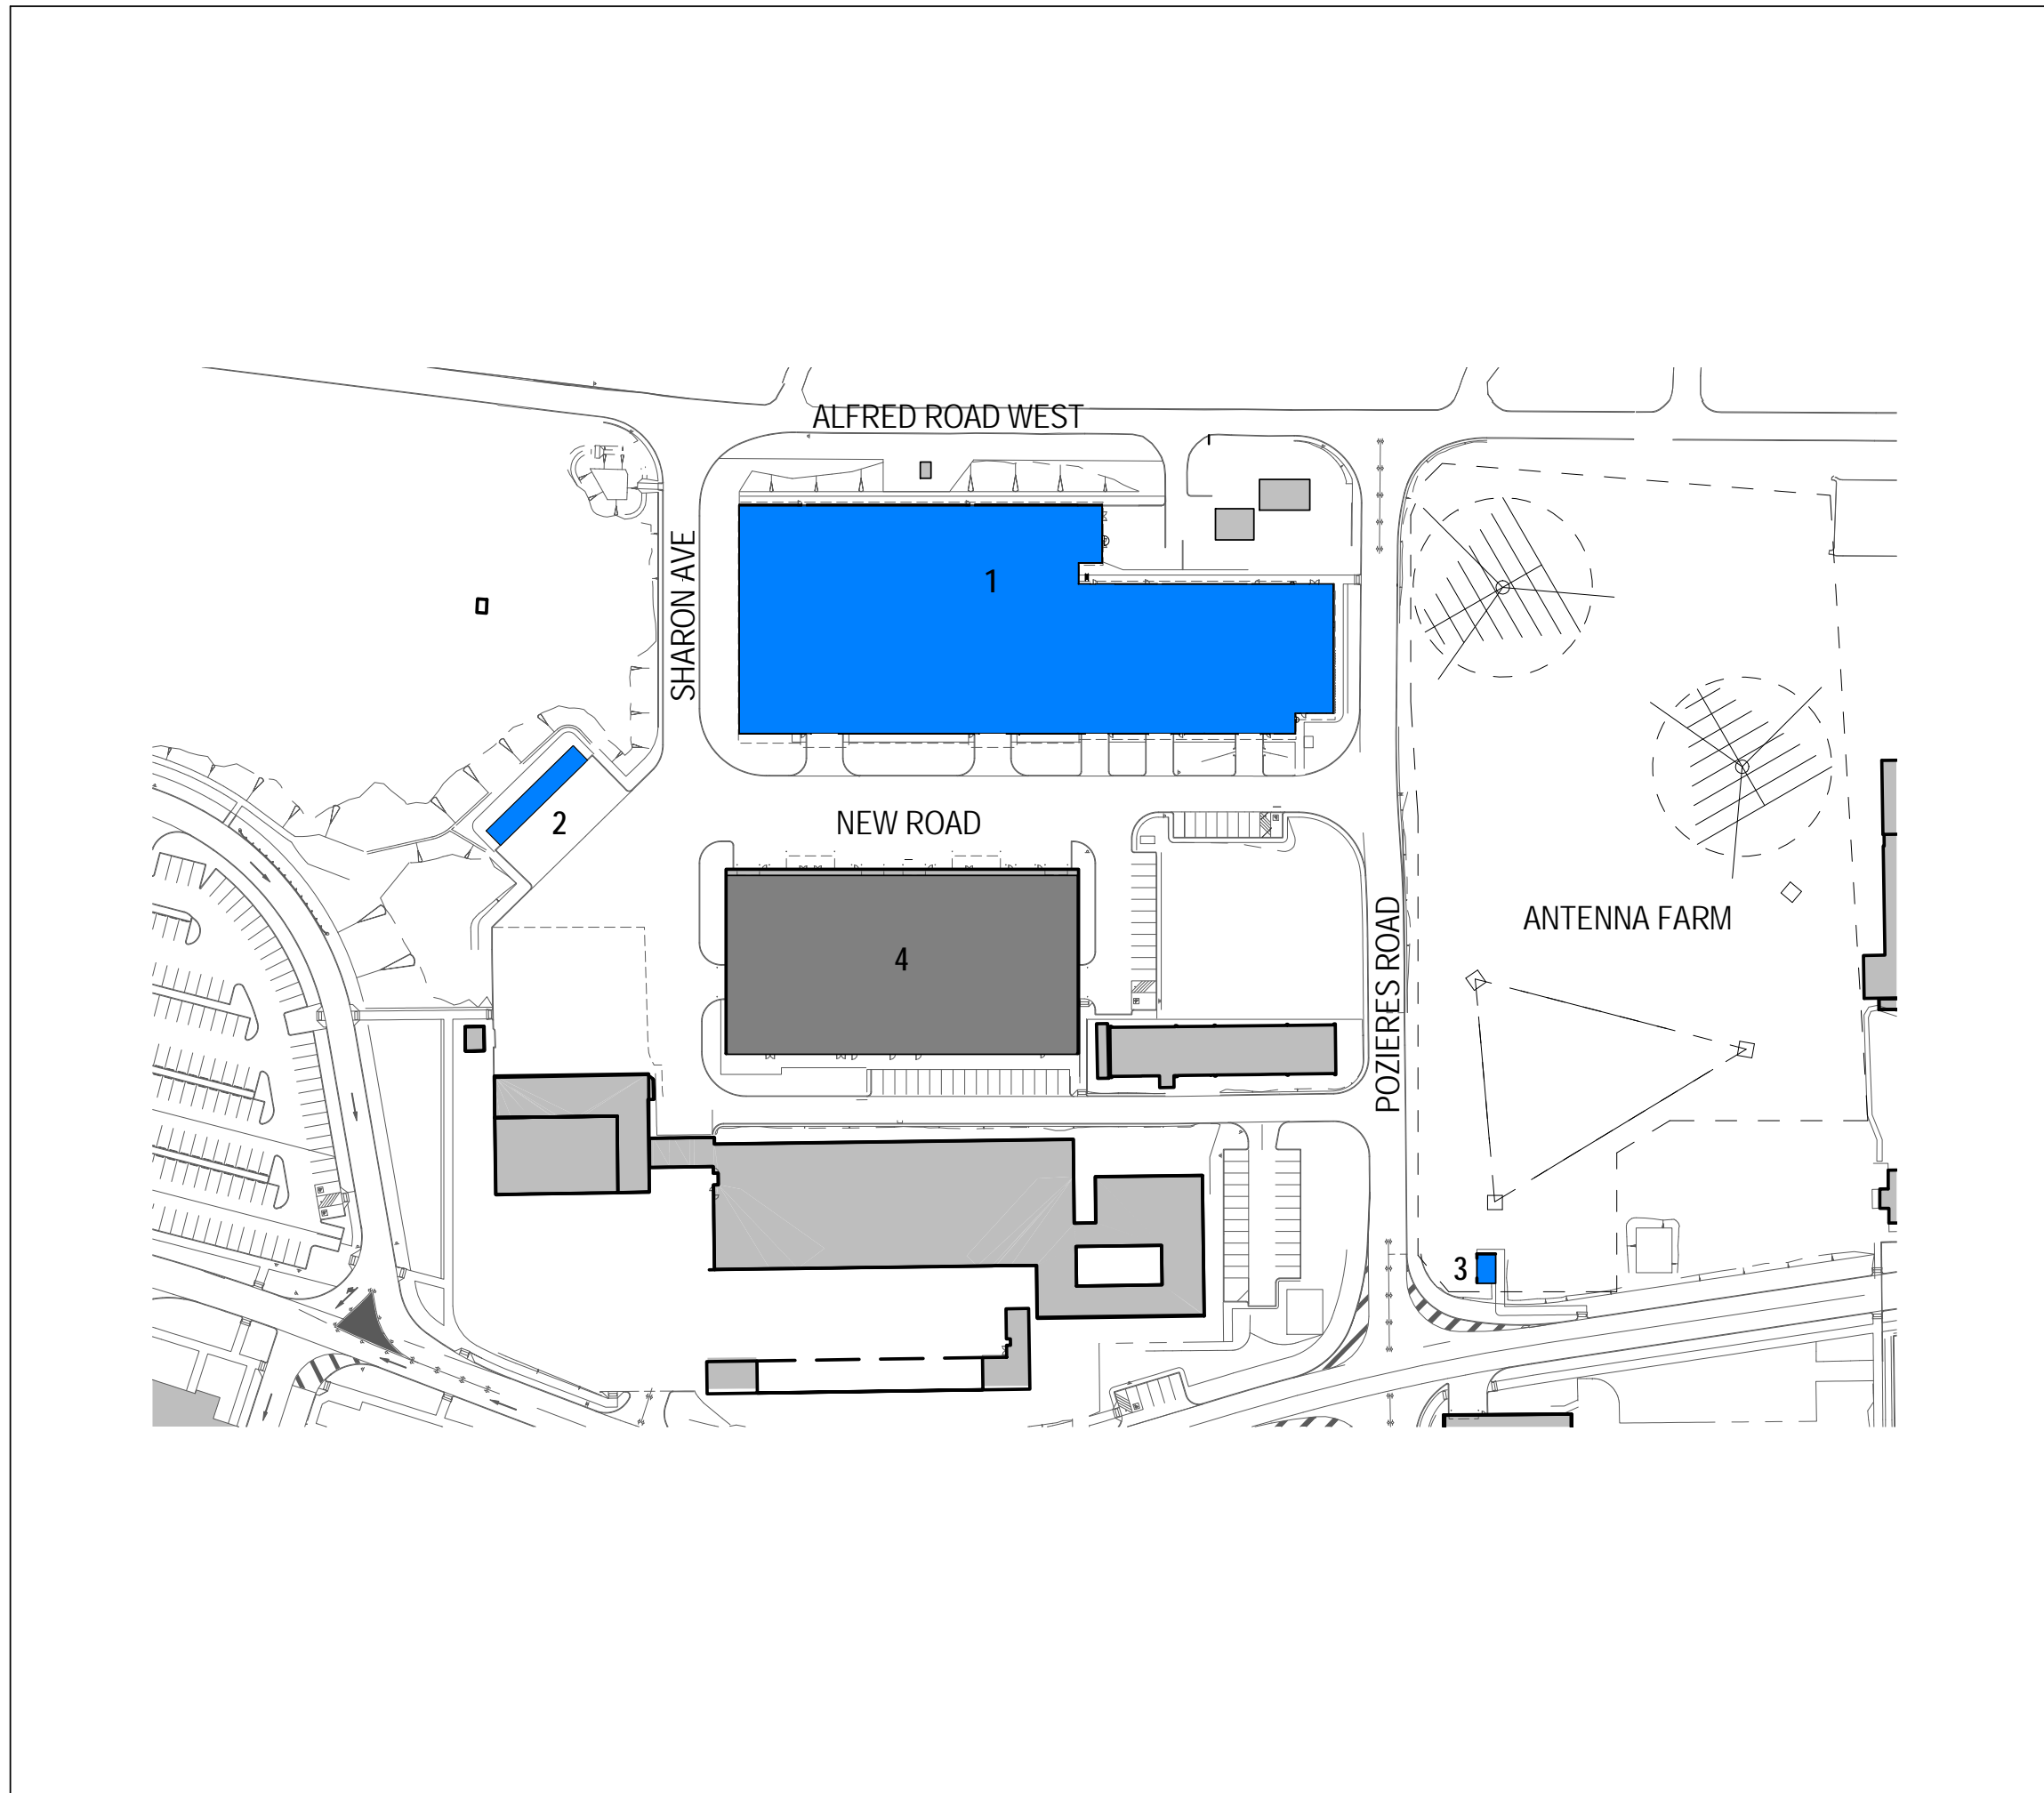 ALFRED ROAD WEST
SHARON AVE
1
2
NEW ROAD
4
POZIERES ROAD
ANTENNA FARM
3